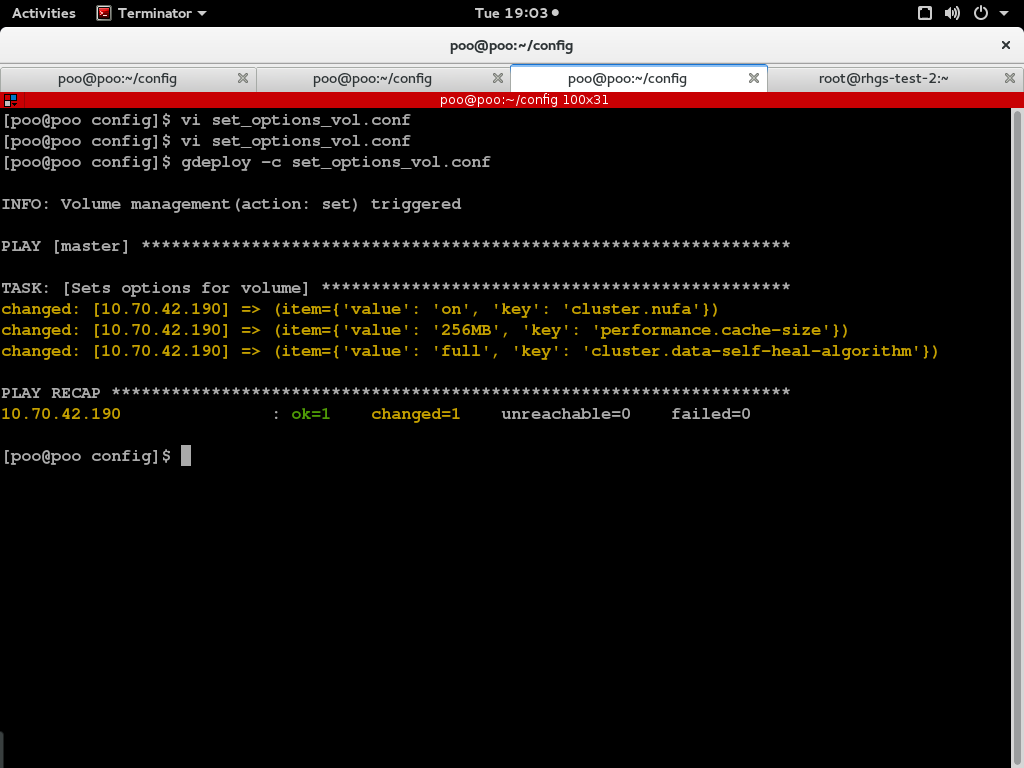 Activities Terminator Tue 19:03
poo@poo:~/config
poo@poo:~/config poo@poo:~/config poo@poo:~/config root@rhgs-test-2:~
poo@poo:~/config 100x31
[poo@poo config]$ vi set_options_vol.conf
[poo@poo config]$ vi set_options_vol.conf
[poo@poo config]$ gdeploy -c set_options_vol.conf
INFO: Volume management(action: set) triggered
PLAY [master] *****************************************************************
TASK: [Sets options for volume] ***********************************************
changed: [10.70.42.190] => (item={'value': 'on', 'key': 'cluster.nufa'})
changed: [10.70.42.190] => (item={'value': '256MB', 'key': 'performance.cache-size'})
changed: [10.70.42.190] => (item={'value': 'full', 'key': 'cluster.data-self-heal-algorithm'})
PLAY RECAP ********************************************************************
10.70.42.190 : ok=1 changed=1 unreachable=0 failed=0
[poo@poo config]$